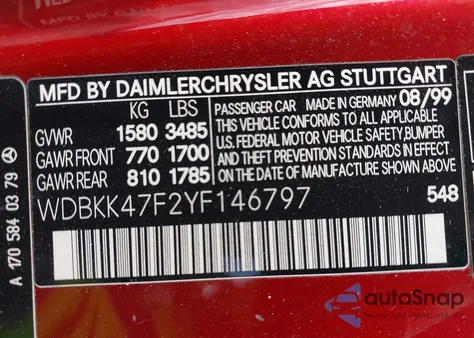 MFD BY DAIMLERCHRYSLER AG STUTTGART
KG LBS
GVWR 1580 3485
GAWR FRONT 770 1700
GAWR REAR 810 1785
PASSENGER CAR MADE IN GERMANY 08/99
THIS VEHICLE CONFORMS TO ALL APPLICABLE
U.S. FEDERAL MOTOR VEHICLE SAFETY, BUMPER
AND THEFT PREVENTION STANDARDS IN EFFECT
ON THE DATE OF MANUFACTURE SHOWN ABOVE.
WDBKK47F2YF146797
548
A 170 584 03 79
autoSnap